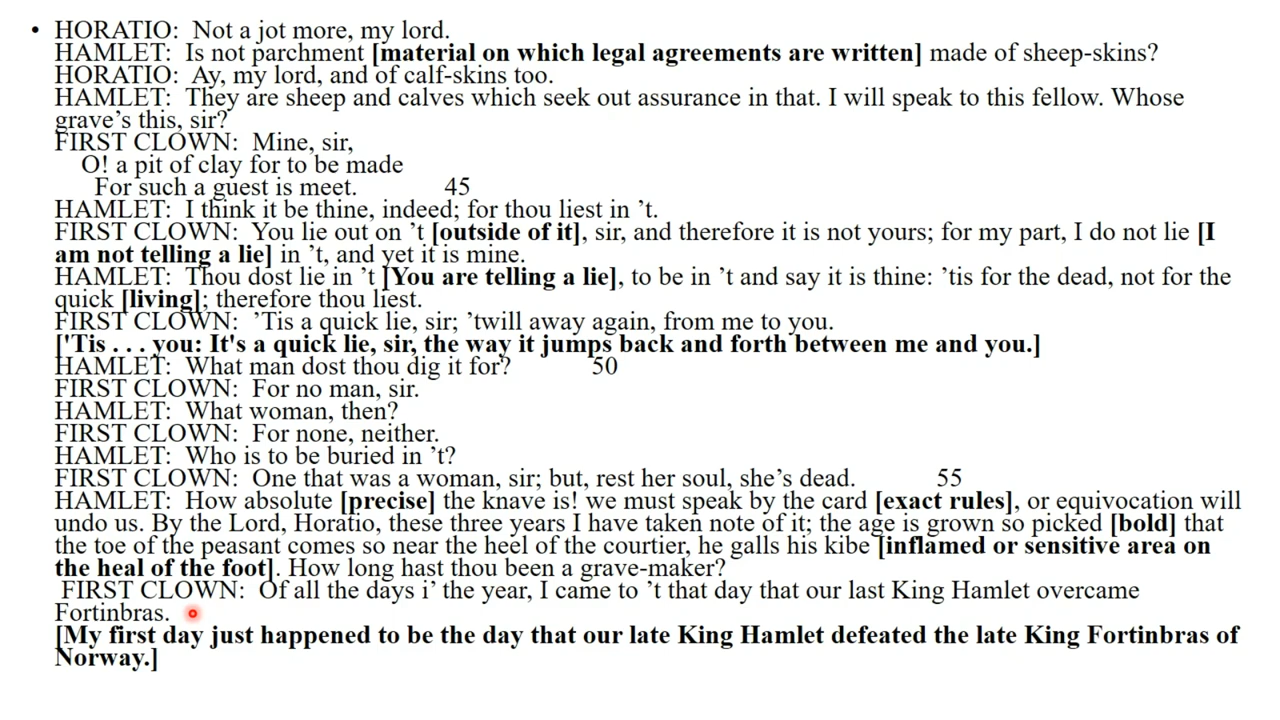 • HORATIO:  Not a jot more, my lord.
HAMLET:  Is not parchment [material on which legal agreements are written] made of sheep-skins?
HORATIO:  Ay, my lord, and of calf-skins too.
HAMLET:  They are sheep and calves which seek out assurance in that. I will speak to this fellow. Whose
grave’s this, sir?
FIRST CLOWN:  Mine, sir,
O! a pit of clay for to be made
For such a guest is meet.          45
HAMLET:  I think it be thine, indeed; for thou liest in ’t.
FIRST CLOWN:  You lie out on ’t [outside of it], sir, and therefore it is not yours; for my part, I do not lie [I
am not telling a lie] in ’t, and yet it is mine.
HAMLET:  Thou dost lie in ’t [You are telling a lie], to be in ’t and say it is thine: ’tis for the dead, not for the
quick [living]; therefore thou liest.
FIRST CLOWN:  ’Tis a quick lie, sir; ’twill away again, from me to you.
['Tis . . . you: It's a quick lie, sir, the way it jumps back and forth between me and you.]
HAMLET:  What man dost thou dig it for?          50
FIRST CLOWN:  For no man, sir.
HAMLET:  What woman, then?
FIRST CLOWN:  For none, neither.
HAMLET:  Who is to be buried in ’t?
FIRST CLOWN:  One that was a woman, sir; but, rest her soul, she’s dead.          55
HAMLET:  How absolute [precise] the knave is! we must speak by the card [exact rules], or equivocation will
undo us. By the Lord, Horatio, these three years I have taken note of it; the age is grown so picked [bold] that
the toe of the peasant comes so near the heel of the courtier, he galls his kibe [inflamed or sensitive area on
the heal of the foot]. How long hast thou been a grave-maker?
FIRST CLOWN:  Of all the days i’ the year, I came to ’t that day that our last King Hamlet overcame
Fortinbras.
[My first day just happened to be the day that our late King Hamlet defeated the late King Fortinbras of
Norway.]